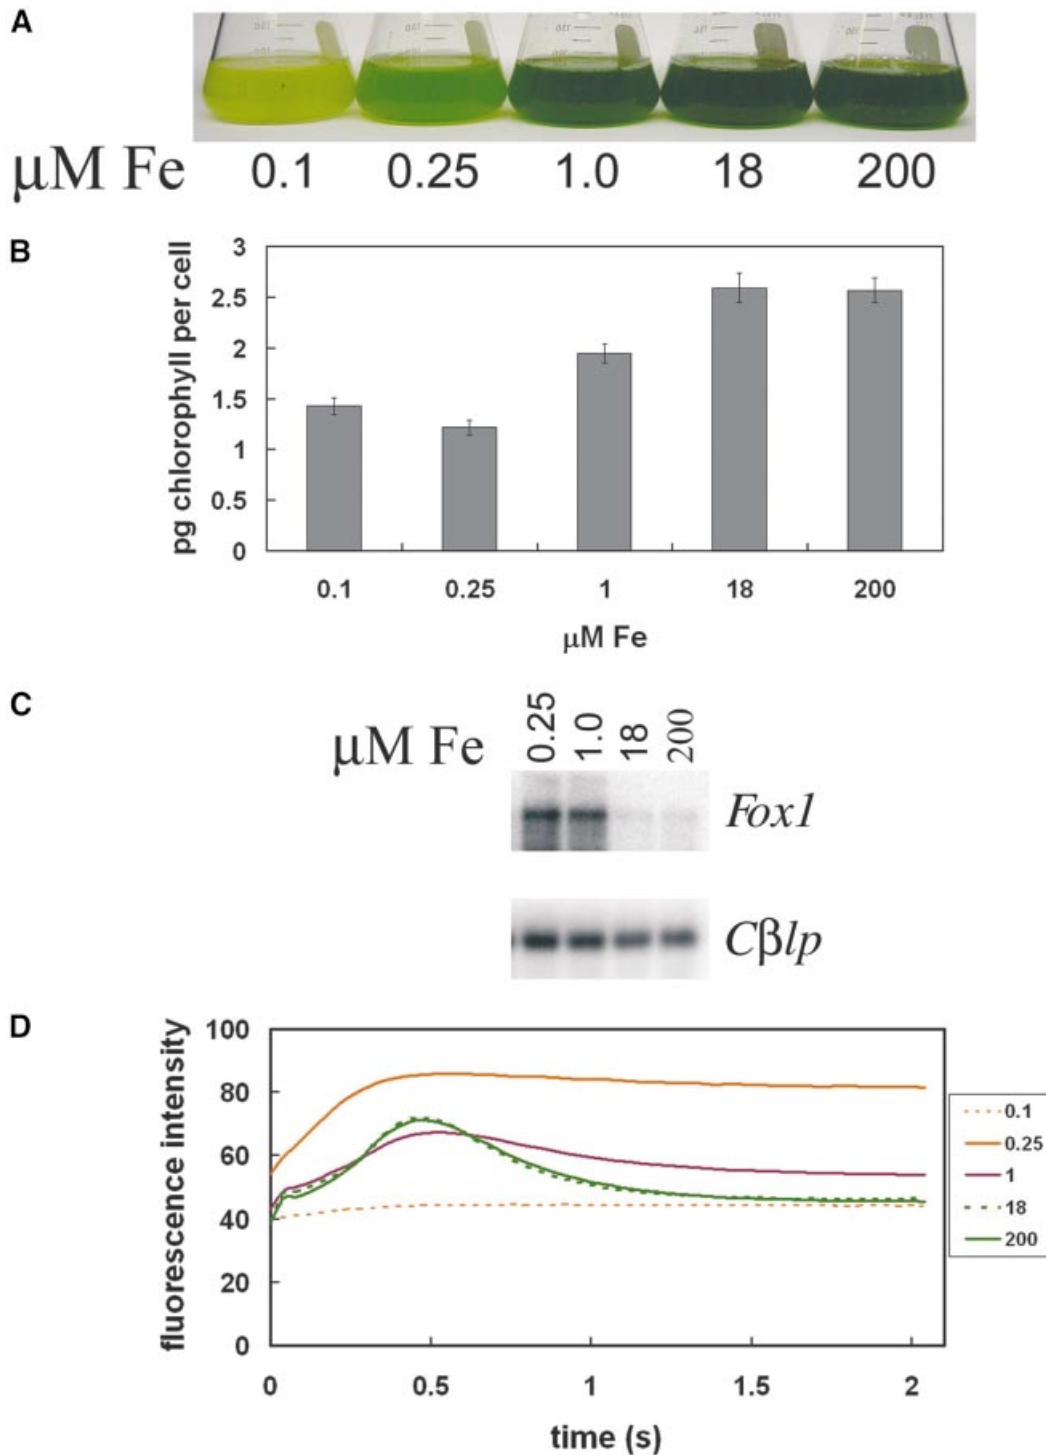 A
μM Fe 0.1 0.25 1.0 18 200
B
pg chlorophyll per cell
3
2.5
2
1.5
1
0.5
0
0.1 0.25 1 18 200
μM Fe
C
μM Fe 0.25 1.0 18 200
Fox1
Cβlp
D
fluorescence intensity
100
80
60
40
20
0
0 0.5 1 1.5 2
time (s)
0.1
0.25
1
18
200